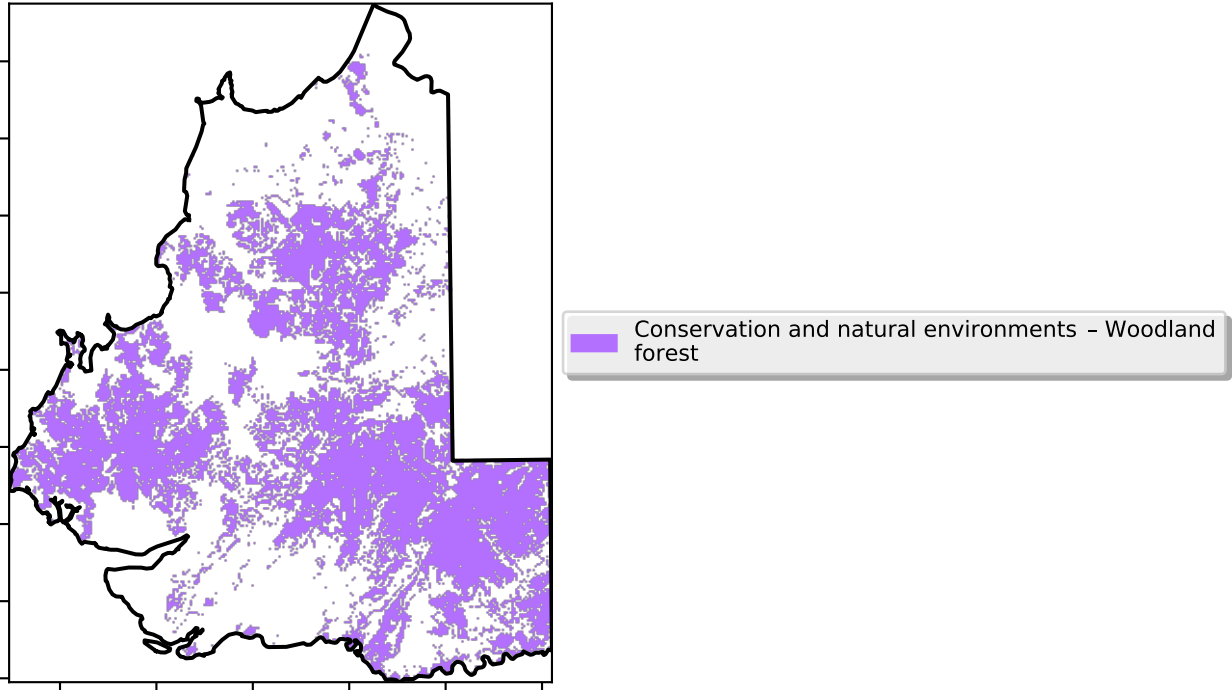 Conservation and natural environments – Woodland
forest